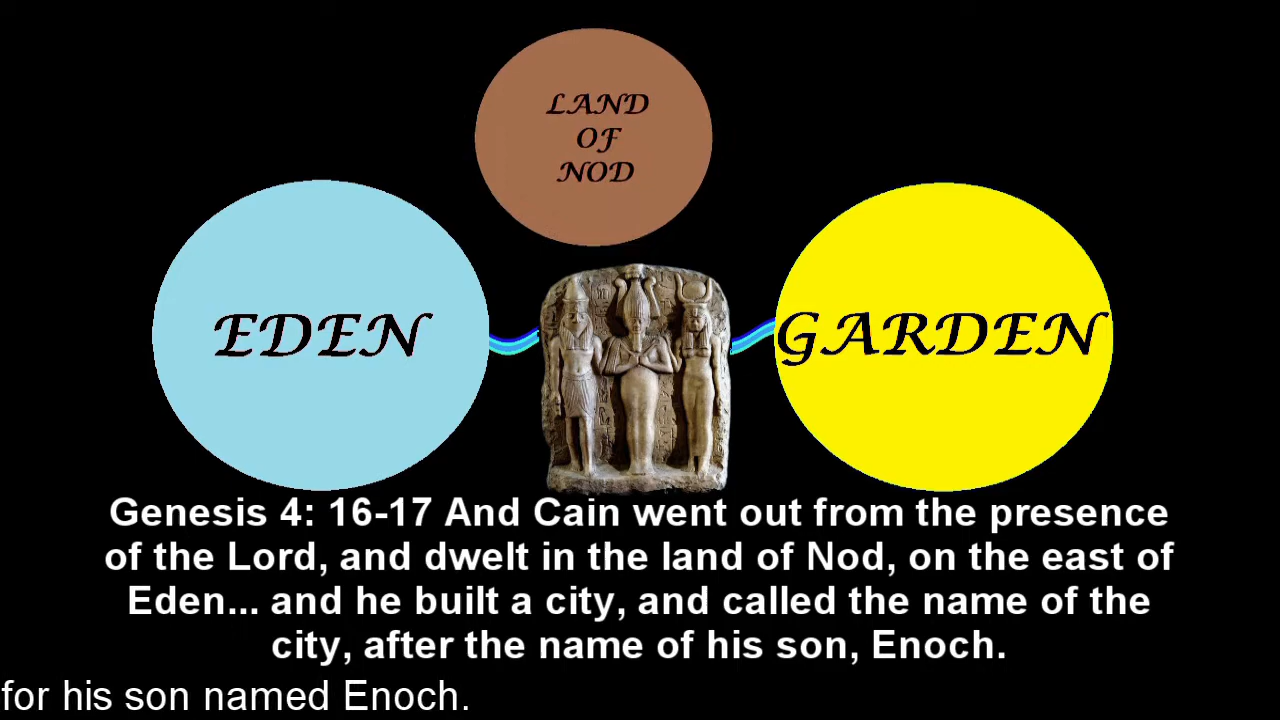 LAND
OF
NOD
EDEN
GARDEN
Genesis 4: 16-17 And Cain went out from the presence
of the Lord, and dwelt in the land of Nod, on the east of
Eden... and he built a city, and called the name of the
city, after the name of his son, Enoch.
for his son named Enoch.